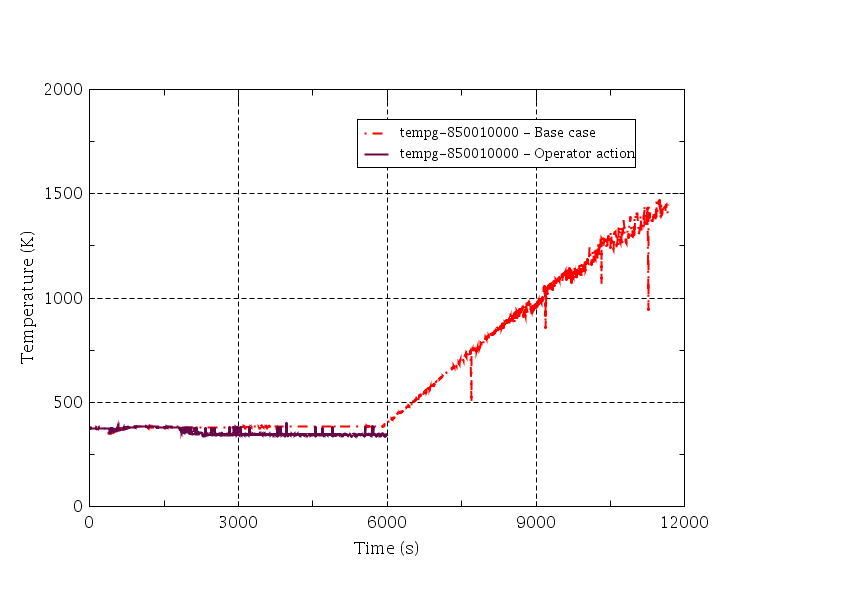 2000
1500
1000
500
0
Temperature (K)
tempg-850010000 - Base case
tempg-850010000 - Operator action
0 3000 6000 9000 12000
Time (s)